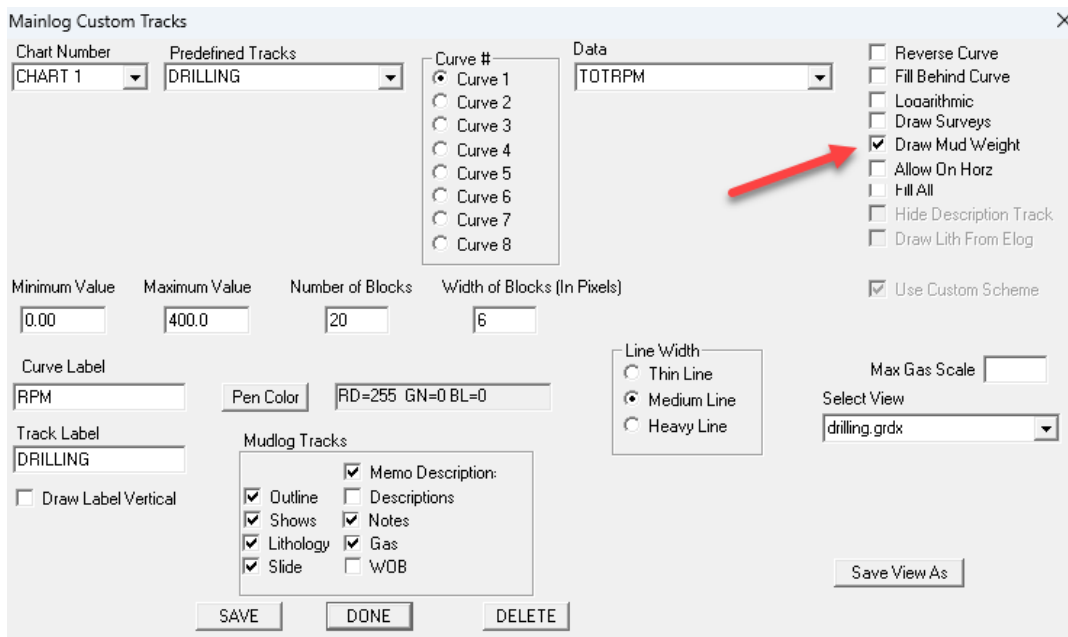 Mainlog Custom Tracks
Chart Number
CHART 1
Predefined Tracks
DRILLING
Curve #
Curve 1
Curve 2
Curve 3
Curve 4
Curve 5
Curve 6
Curve 7
Curve 8
Data
TOTRPM
Reverse Curve
Fill Behind Curve
Logarithmic
Draw Surveys
Draw Mud Weight
Allow On Horz
Fill All
Hide Description Track
Draw Lith From Elog
Use Custom Scheme
Minimum Value
0.00
Maximum Value
400.0
Number of Blocks
20
Width of Blocks (In Pixels)
6
Curve Label
RPM
Pen Color
RD=255 GN=0 BL=0
Line Width
Thin Line
Medium Line
Heavy Line
Max Gas Scale
Select View
drilling.grdx
Track Label
DRILLING
Draw Label Vertical
Mudlog Tracks
Memo Description:
Outline
Descriptions
Shows
Notes
Lithology
Gas
Slide
WOB
Save View As
SAVE
DONE
DELETE